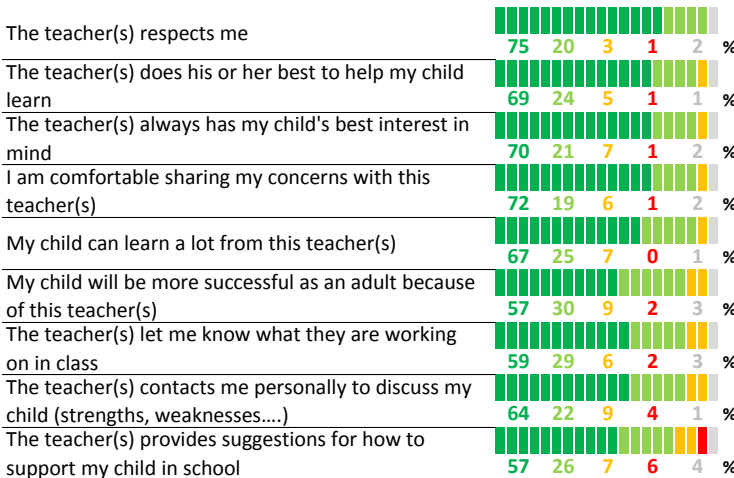 The teacher(s) respects me
75 20 3 1 2 %
The teacher(s) does his or her best to help my child
learn
69 24 5 1 1 %
The teacher(s) always has my child's best interest in
mind
70 21 7 1 2 %
I am comfortable sharing my concerns with this
teacher(s)
72 19 6 1 2 %
My child can learn a lot from this teacher(s)
67 25 7 0 1 %
My child will be more successful as an adult because
of this teacher(s)
57 30 9 2 3 %
The teacher(s) let me know what they are working
on in class
59 29 6 2 3 %
The teacher(s) contacts me personally to discuss my
child (strengths, weaknesses....)
64 22 9 4 1 %
The teacher(s) provides suggestions for how to
support my child in school
57 26 7 6 4 %